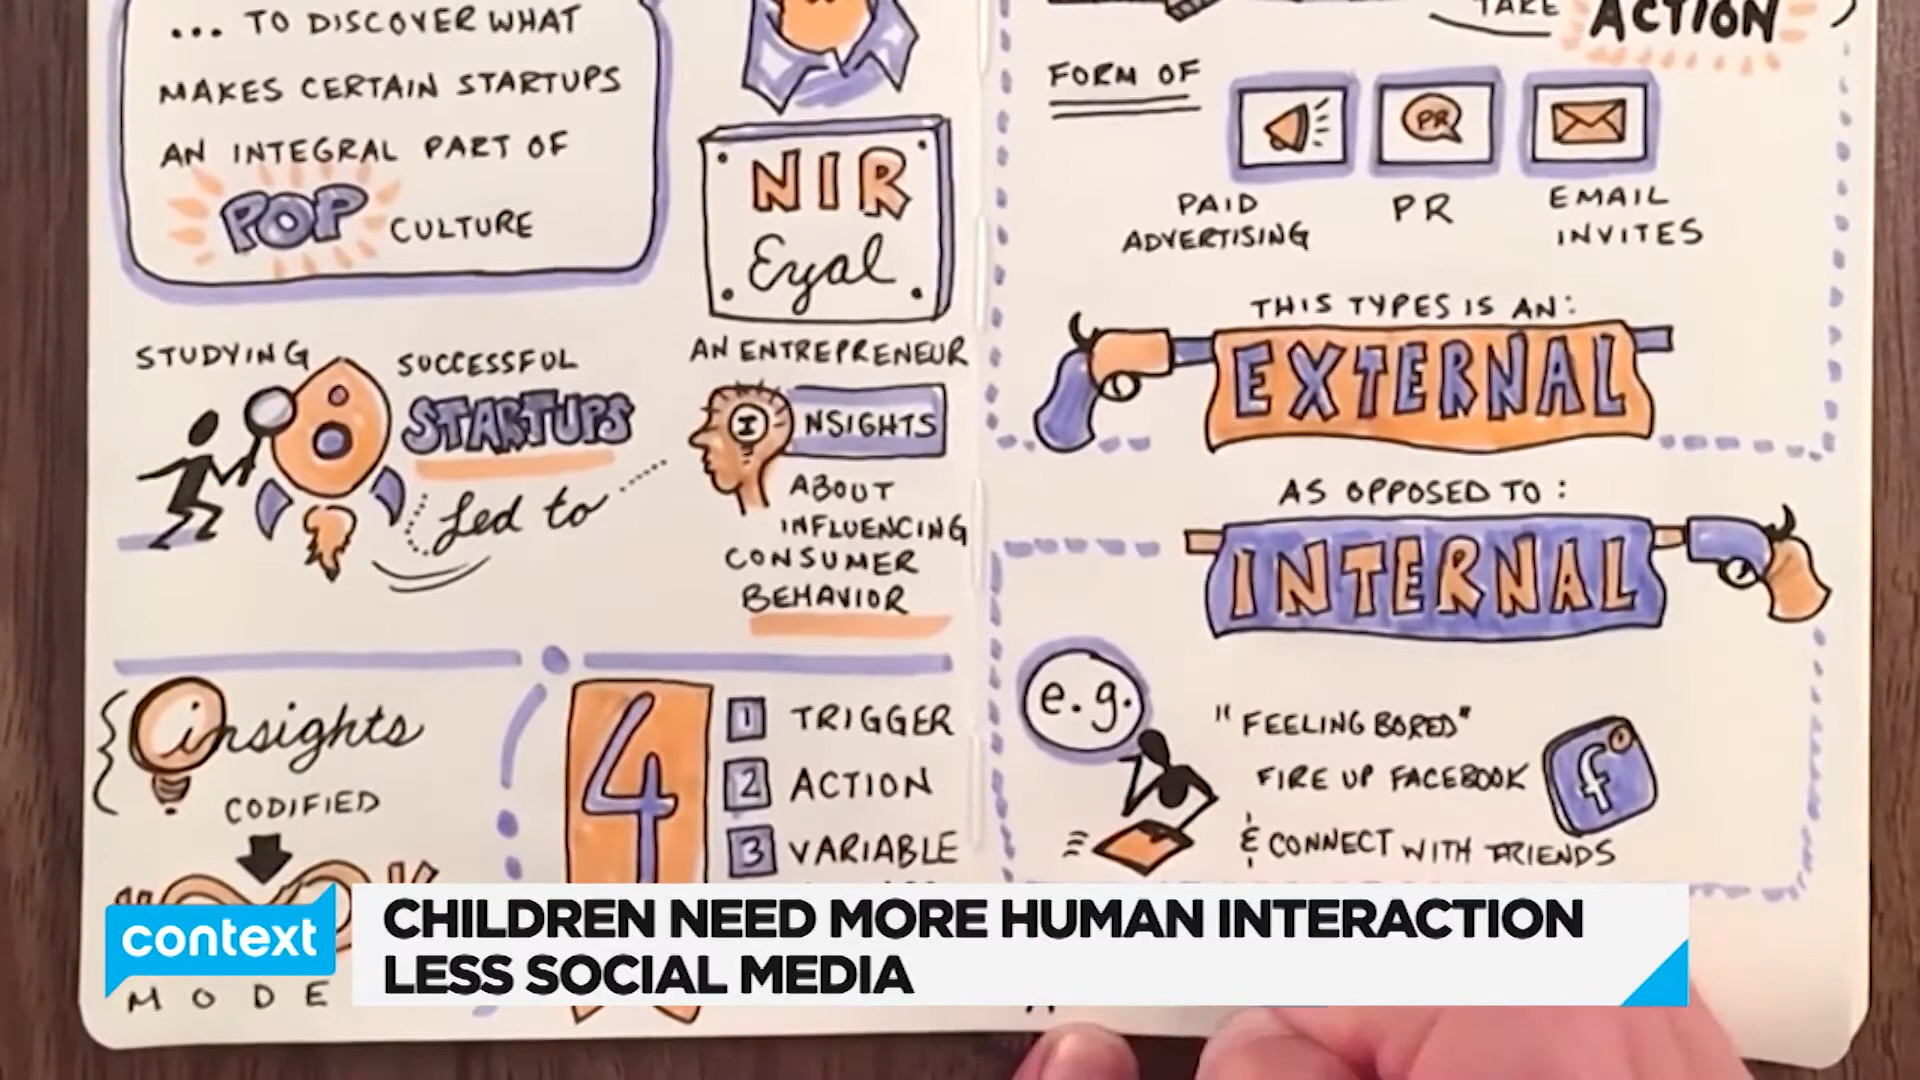 ... TO DISCOVER WHAT
MAKES CERTAIN STARTUPS
AN INTEGRAL PART OF
POP CULTURE
NIR
Eyal
STUDYING
SUCCESSFUL
STARTUPS
Led to
AN ENTREPRENEUR
INSIGHTS
ABOUT
INFLUENCING
CONSUMER
BEHAVIOR
insights
CODIFIED
MODE
4
1 TRIGGER
2 ACTION
3 VARIABLE
TAKE ACTION
FORM OF
PR
PAID
ADVERTISING
PR
EMAIL
INVITES
THIS TYPES IS AN:
EXTERNAL
AS OPPOSED TO:
INTERNAL
e.g.
"FEELING BORED"
FIRE UP FACEBOOK
f
& CONNECT WITH FRIENDS
context
CHILDREN NEED MORE HUMAN INTERACTION
LESS SOCIAL MEDIA